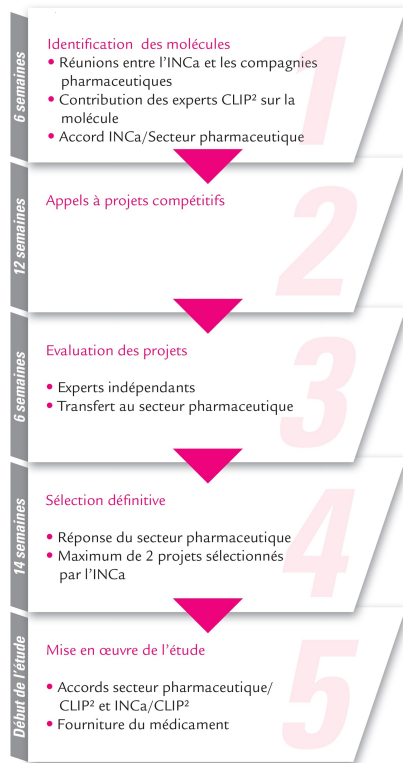 6 semaines
Identification des molécules
• Réunions entre l'INCa et les compagnies
pharmaceutiques
• Contribution des experts CLIP² sur la
molécule
• Accord INCa/Secteur pharmaceutique
1
12 semaines
Appels à projets compétitifs
2
6 semaines
Evaluation des projets
• Experts indépendants
• Transfert au secteur pharmaceutique
3
14 semaines
Sélection définitive
• Réponse du secteur pharmaceutique
• Maximum de 2 projets sélectionnés
par l'INCa
4
Début de l'étude
Mise en œuvre de l'étude
• Accords secteur pharmaceutique/
CLIP² et INCa/CLIP²
• Fourniture du médicament
5